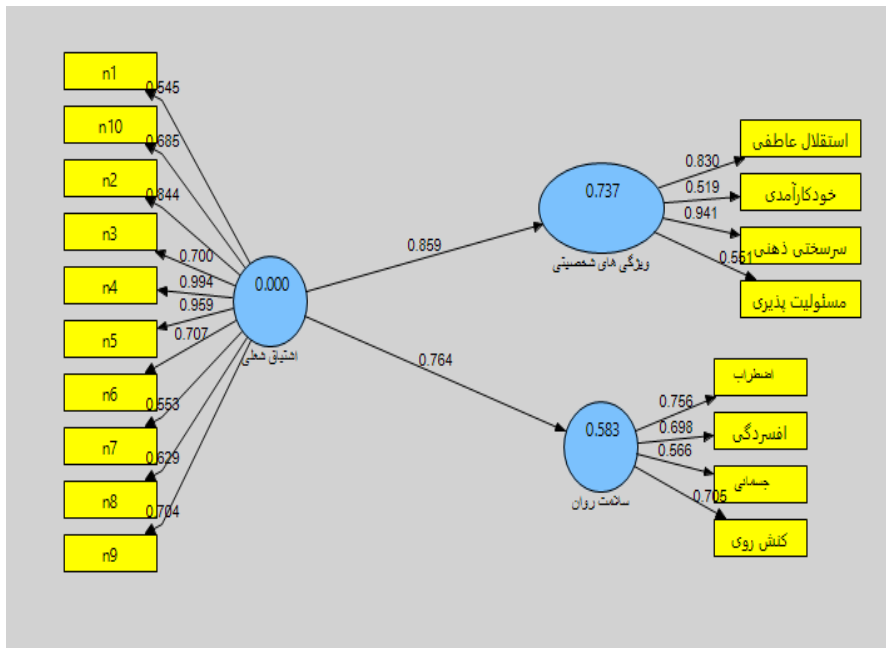 n1
n10
n2
n3
n4
n5
n6
n7
n8
n9
0.545
0.685
0.844
0.700
0.994
0.959
0.707
0.553
0.629
0.704
0.000
اشتیاق شغلی
0.859
0.764
0.737
ویژگی های شخصیتی
0.583
سلامت روان
0.830
0.519
0.941
0.551
استقلال عاطفی
خودکارآمدی
سرسختی ذهنی
مسئولیت پذیری
0.756
0.698
0.566
0.705
اضطراب
افسردگی
جسمانی
کنش روی